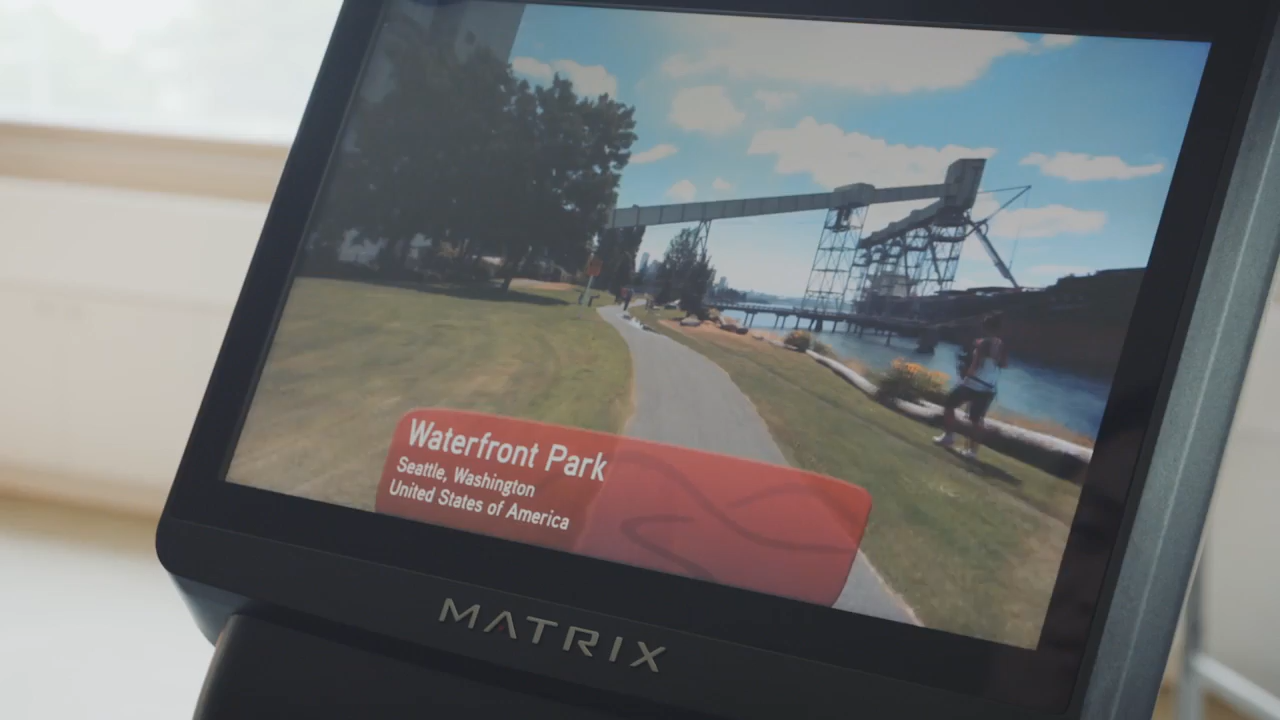 Waterfront Park
Seattle, Washington
United States of America
MATRIX